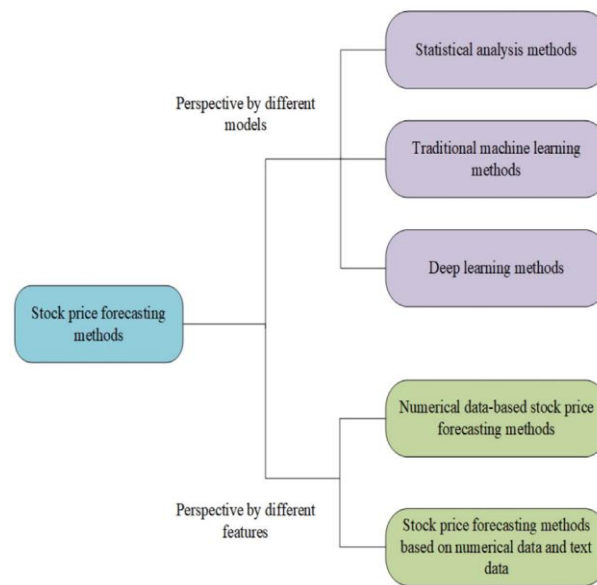 Statistical analysis methods
Perspective by different
models
Traditional machine learning
methods
Deep learning methods
Stock price forecasting
methods
Numerical data-based stock price
forecasting methods
Perspective by different
features
Stock price forecasting methods
based on numerical data and text
data